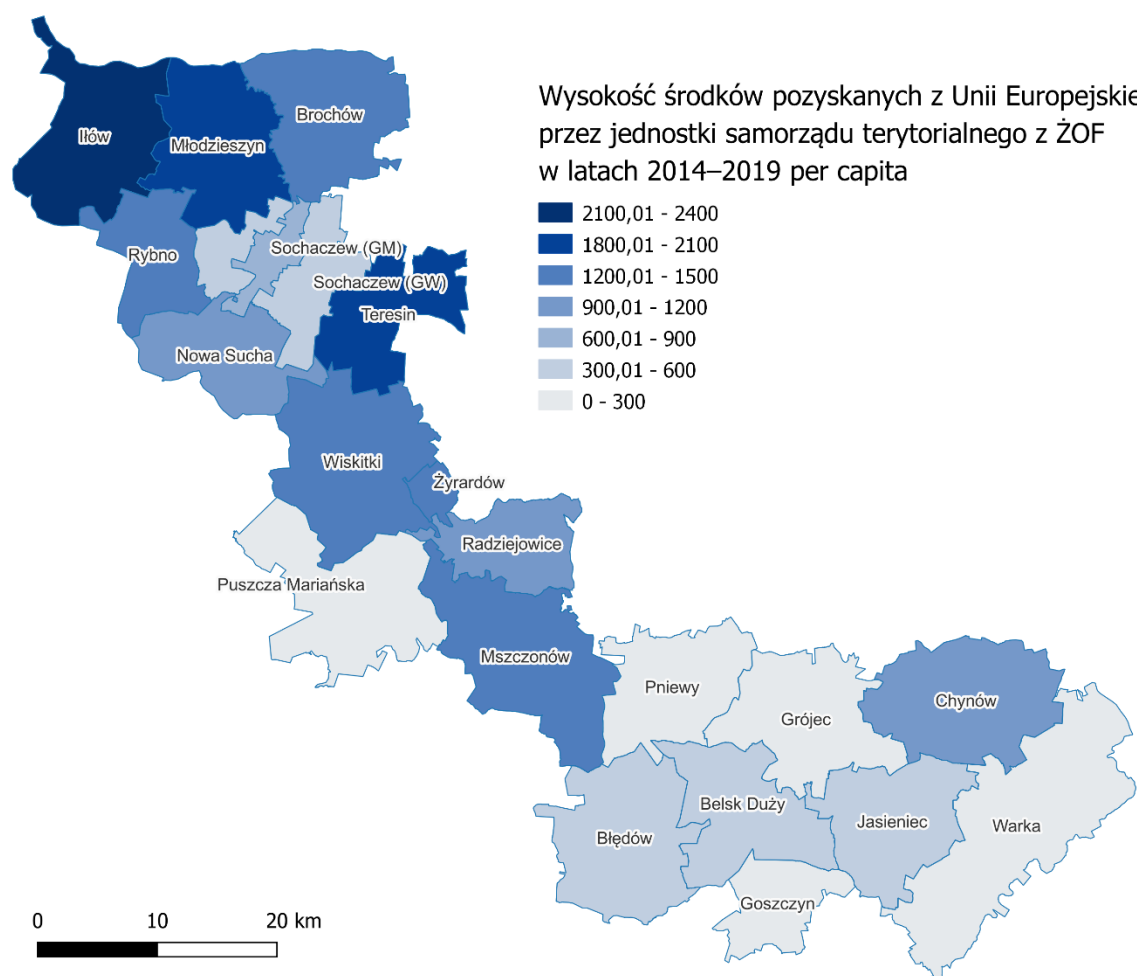 Wysokość środków pozyskanych z Unii Europejskie
przez jednostki samorządu terytorialnego z ŻOF
w latach 2014–2019 per capita
2100,01 - 2400
1800,01 - 2100
1200,01 - 1500
900,01 - 1200
600,01 - 900
300,01 - 600
0 - 300
Iłów
Młodzieszyn
Brochów
Rybno
Sochaczew (GM)
Sochaczew (GW)
Teresin
Nowa Sucha
Wiskitki
Żyrardów
Radziejowice
Puszcza Mariańska
Mszczonów
Pniewy
Grójec
Chynów
Belsk Duży
Błędów
Jasieniec
Warka
Goszczyn
0 10 20 km